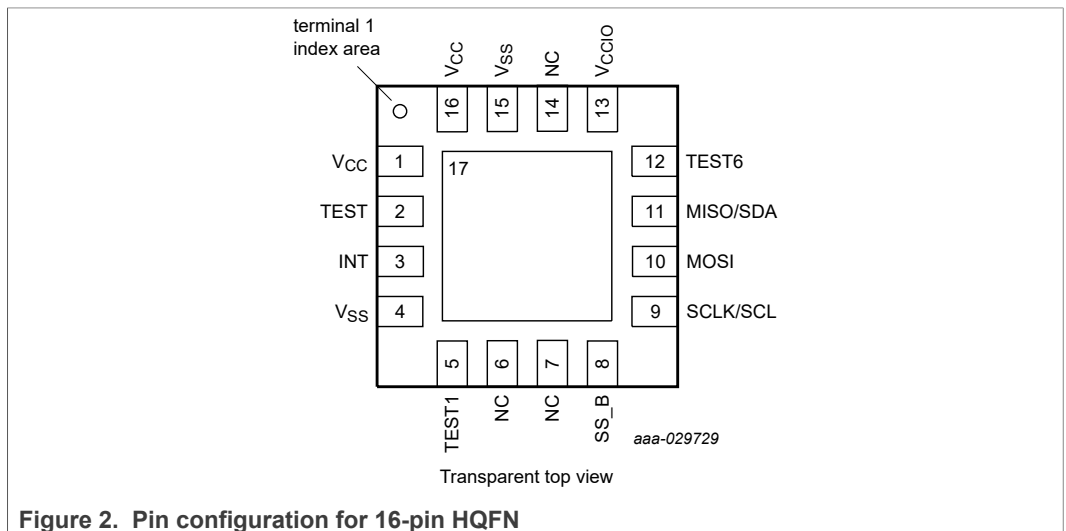 terminal 1
index area
VCC
VSS
NC
VCCIO
16
15
14
13
VCC
1
17
12
TEST6
TEST
2
11
MISO/SDA
INT
3
10
MOSI
VSS
4
9
SCLK/SCL
5
6
7
8
TEST1
NC
NC
SS_B
aaa-029729
Transparent top view
Figure 2. Pin configuration for 16-pin HQFN